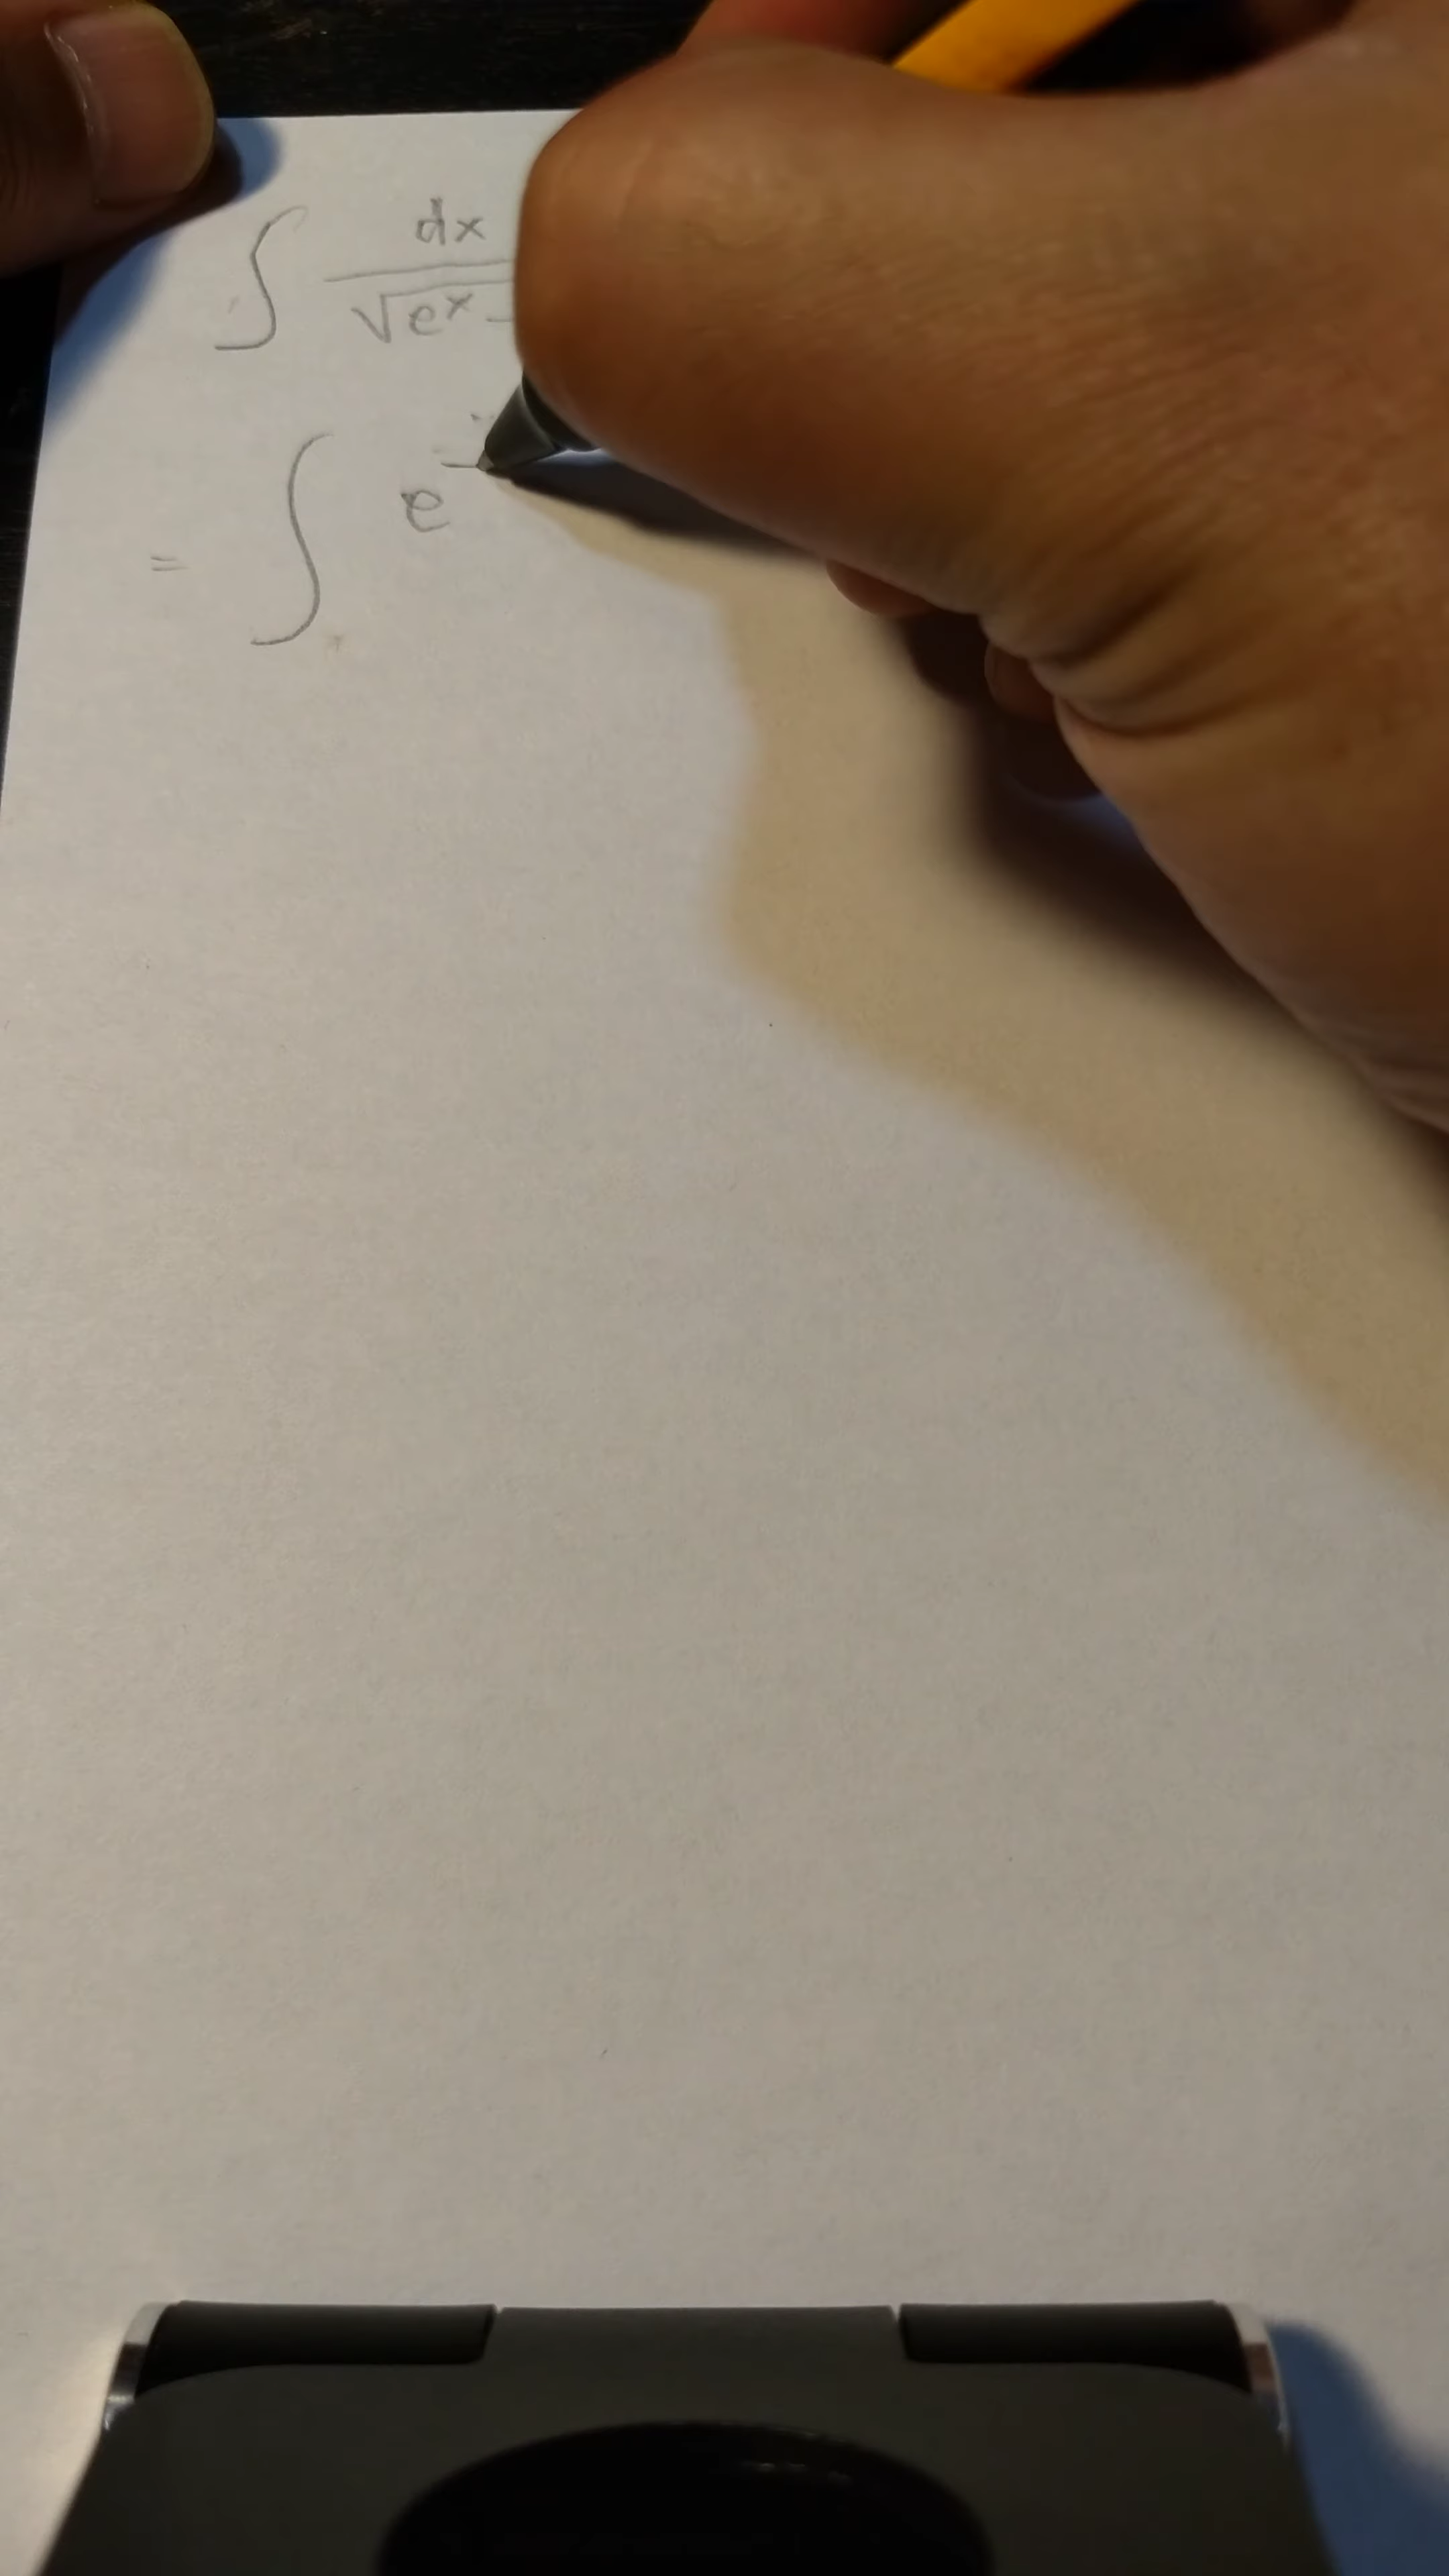 ∫ dx / √e^x -
= ∫ e^-